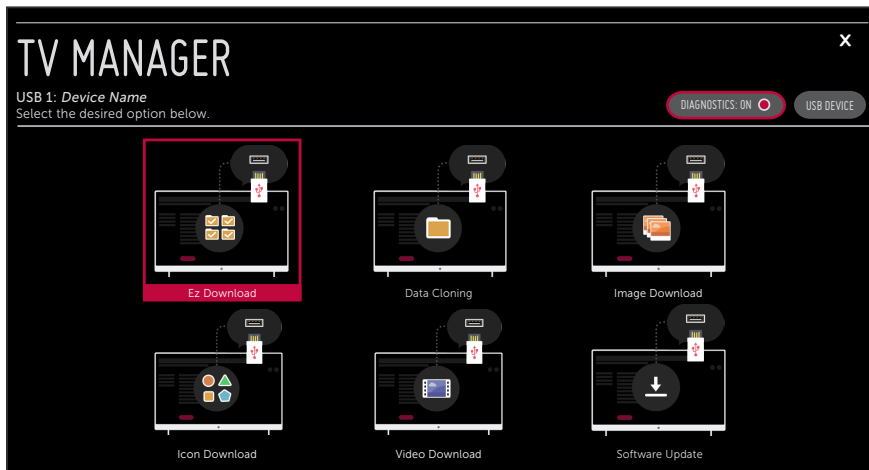 X
TV MANAGER
USB 1: Device Name
Select the desired option below.
DIAGNOSTICS: ON
USB DEVICE
Ez Download
Data Cloning
Image Download
Icon Download
Video Download
Software Update